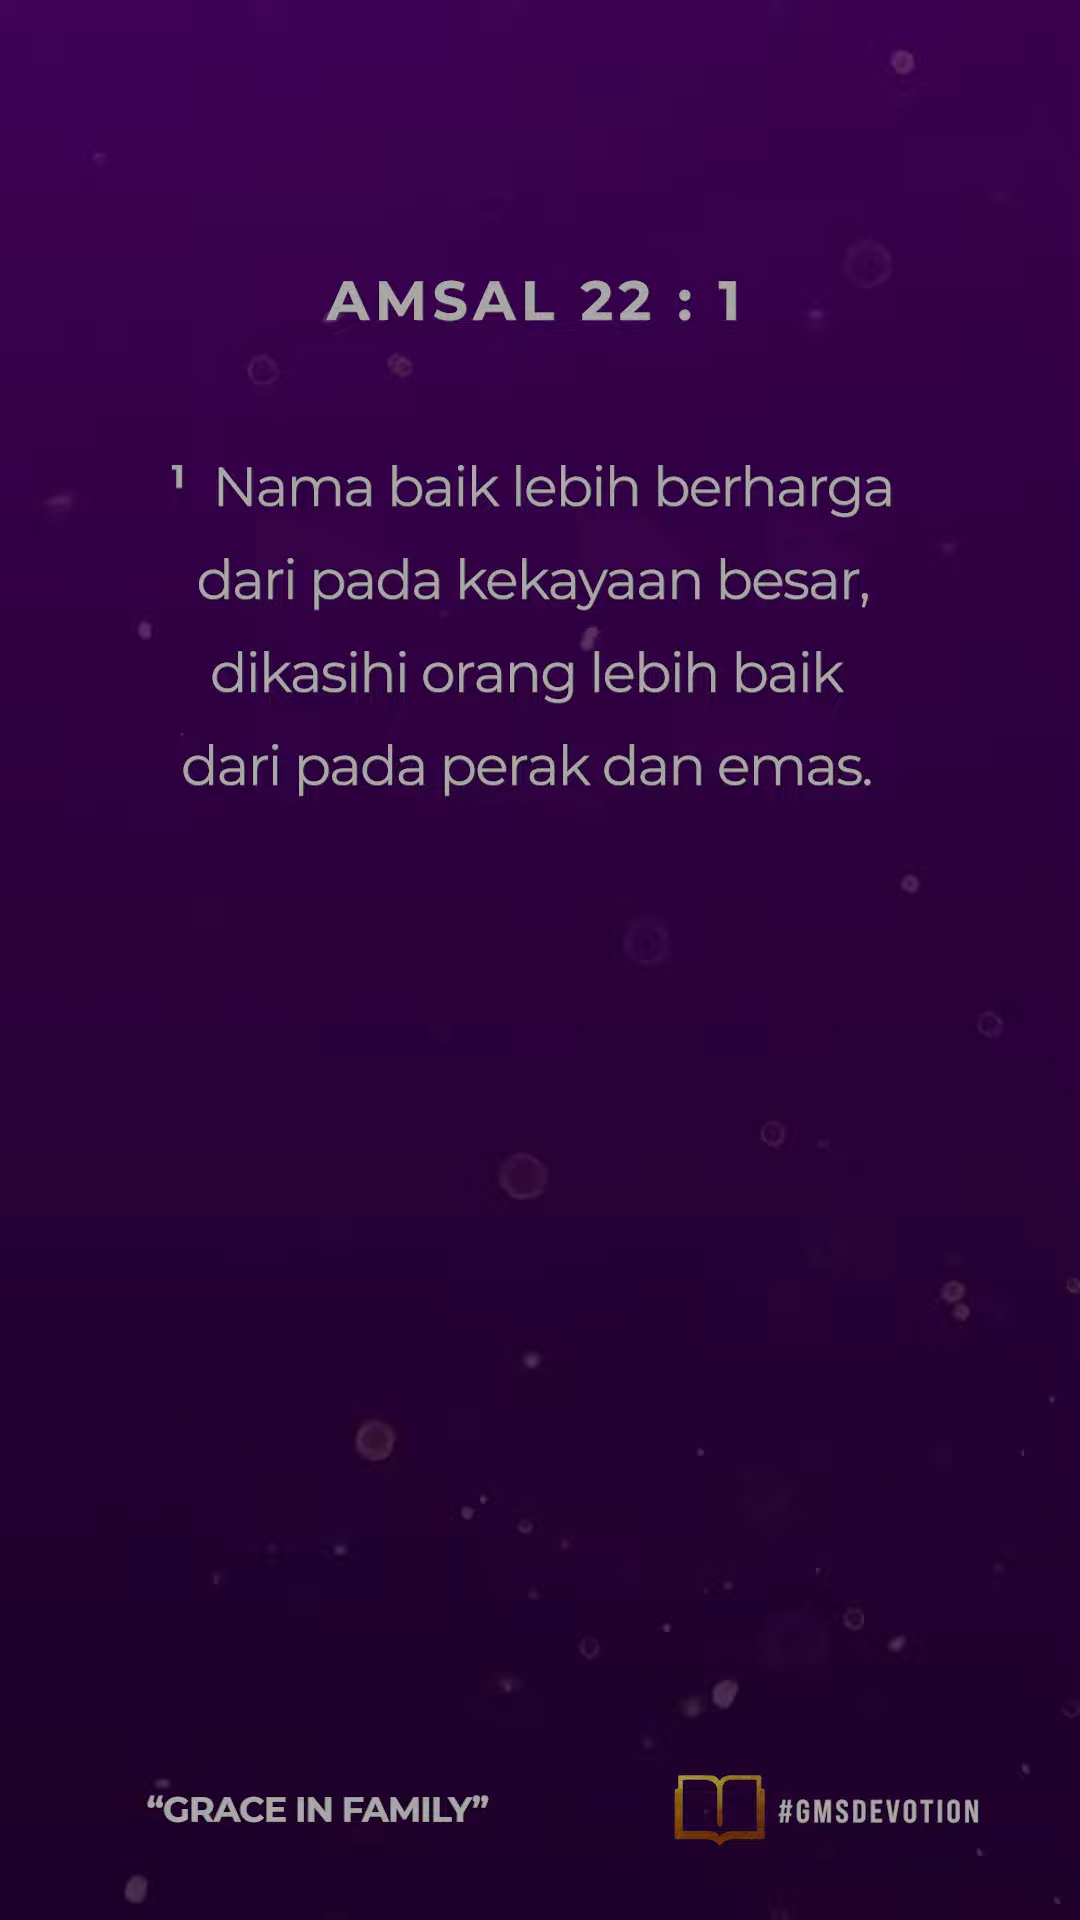 AMSAL 22 : 1
¹ Nama baik lebih berharga
dari pada kekayaan besar,
dikasihi orang lebih baik
dari pada perak dan emas.
“GRACE IN FAMILY”
#GMSDEVOTION